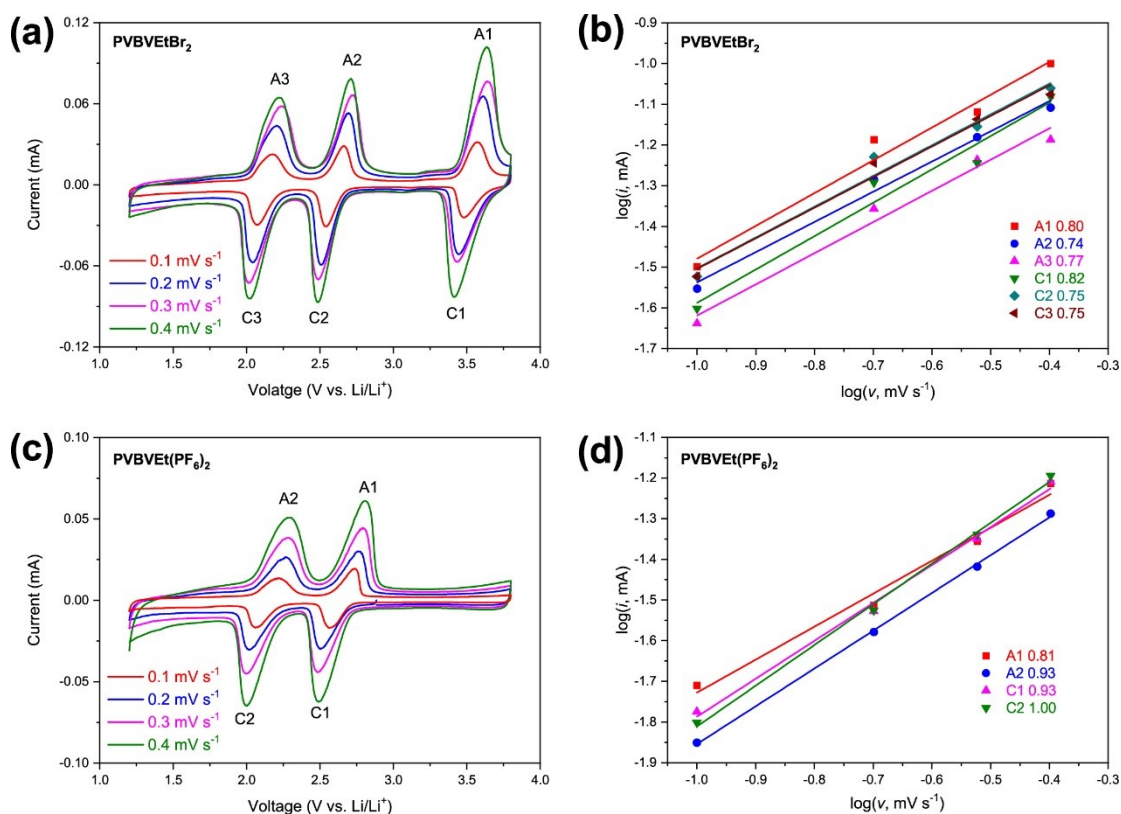 (a)
PVBVEtBr₂
A1
A2
A3
C3
C2
C1
0.1 mV s⁻¹
0.2 mV s⁻¹
0.3 mV s⁻¹
0.4 mV s⁻¹
0.12
0.06
0.00
-0.06
-0.12
Current (mA)
1.0 1.5 2.0 2.5 3.0 3.5 4.0
Volatge (V vs. Li/Li⁺)
(b)
PVBVEtBr₂
-0.9
-1.0
-1.1
-1.2
-1.3
-1.4
-1.5
-1.6
-1.7
log(i, mA)
A1 0.80
A2 0.74
A3 0.77
C1 0.82
C2 0.75
C3 0.75
-1.0 -0.9 -0.8 -0.7 -0.6 -0.5 -0.4 -0.3
log(v, mV s⁻¹)
(c)
PVBVEt(PF₆)₂
A1
A2
C2
C1
0.1 mV s⁻¹
0.2 mV s⁻¹
0.3 mV s⁻¹
0.4 mV s⁻¹
0.10
0.05
0.00
-0.05
-0.10
Current (mA)
1.0 1.5 2.0 2.5 3.0 3.5 4.0
Voltage (V vs. Li/Li⁺)
(d)
PVBVEt(PF₆)₂
-1.1
-1.2
-1.3
-1.4
-1.5
-1.6
-1.7
-1.8
-1.9
log(i, mA)
A1 0.81
A2 0.93
C1 0.93
C2 1.00
-1.0 -0.9 -0.8 -0.7 -0.6 -0.5 -0.4 -0.3
log(v, mV s⁻¹)